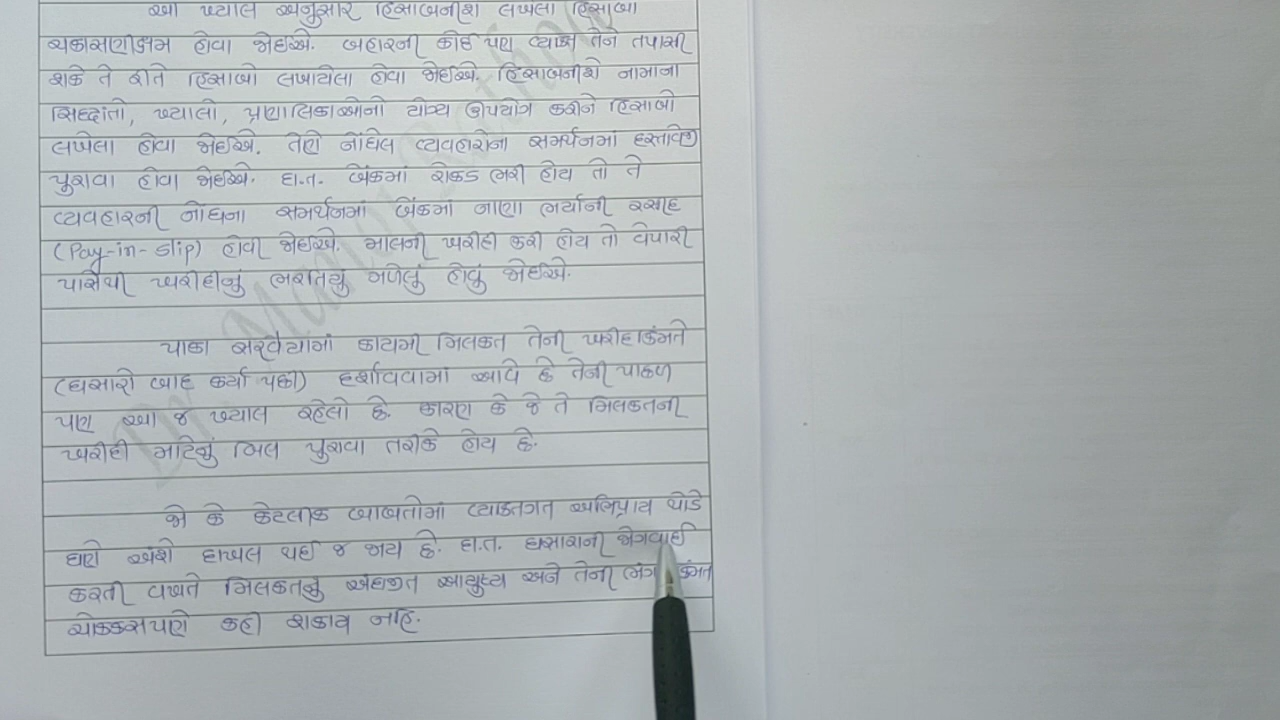 આ ખ્યાલ અનુસાર હિસાબનીશે લખેલા હિસાબો
ચકાસણીક્ષમ હોવા જોઈએ. બહારની કોઈ પણ વ્યક્તિ તેને તપાસી
શકે તે રીતે હિસાબો લખાયેલા હોવા જોઈએ. હિસાબનીશે નામાના
સિદ્ધાંતો, ખ્યાલો, પ્રણાલિકાઓનો યોગ્ય ઉપયોગ કરીને હિસાબો
લખેલા હોવા જોઈએ. તેણે નોંધેલ વ્યવહારોના સમર્થનમાં દસ્તાવેજી
પુરાવા હોવા જોઈએ. દા.ત. બેંકમાં રોકડ ભરી હોય તો તે
વ્યવહારની નોંધના સમર્થનમાં બેંકમાં નાણા ભર્યાની રસીદ
(Pay-in-slip) હોવી જોઈએ. માલની ખરીદી કરી હોય તો વેપારી
પાસેથી ખરીદીનું ભરતિયું મળેલું હોવું જોઈએ.
પાકા સરવૈયામાં કાયમી મિલકત તેની ખરીદકિંમતે
(ઘસારો બાદ કર્યા પછી) દર્શાવવામાં આવે છે તેની પાછળ
પણ આ જ ખ્યાલ રહેલો છે. કારણ કે જે તે મિલકતની
ખરીદી માટેનું બિલ પુરાવા તરીકે હોય છે.
જો કે કેટલીક બાબતોમાં વ્યક્તિગત અભિપ્રાય થોડે
ઘણે અંશે દાખલ થઈ જ જાય છે. દા.ત. ઘસારાની જોગવાઈ
કરતી વખતે મિલકતનું અંદાજીત આયુષ્ય અને તેની ભંગ કિંમત
ચોક્કસપણે કહી શકાય નહિ.